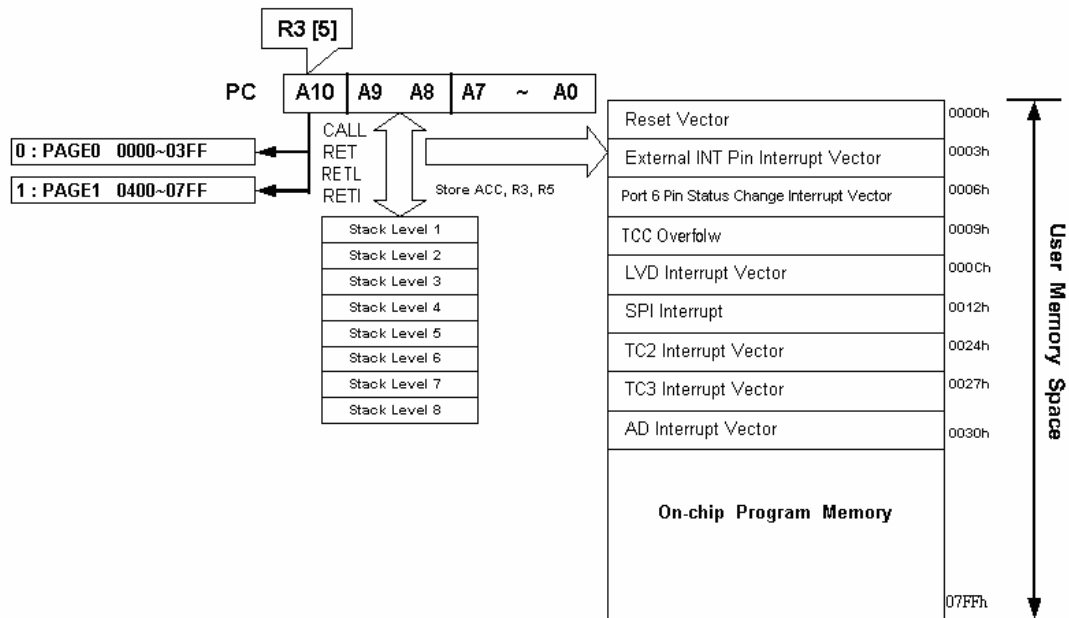 R3 [5]
PC A10 A9 A8 A7 ~ A0
0 : PAGE0 0000~03FF
1 : PAGE1 0400~07FF
CALL
RET
RETL
RETI
Store ACC, R3, R5
Stack Level 1
Stack Level 2
Stack Level 3
Stack Level 4
Stack Level 5
Stack Level 6
Stack Level 7
Stack Level 8
Reset Vector 0000h
External INT Pin Interrupt Vector 0003h
Port 6 Pin Status Change Interrupt Vector 0006h
TCC Overfolw 0009h
LVD Interrupt Vector 000Ch
SPI Interrupt 0012h
TC2 Interrupt Vector 0024h
TC3 Interrupt Vector 0027h
AD Interrupt Vector 0030h
On-chip Program Memory
07FFh
User Memory Space